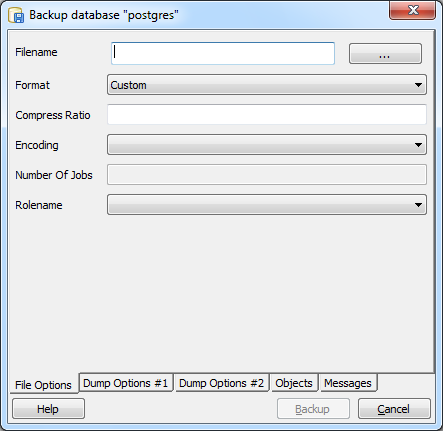 Backup database "postgres"
Filename
...
Format Custom
Compress Ratio
Encoding
Number Of Jobs
Rolename
File Options Dump Options #1 Dump Options #2 Objects Messages
Help Backup Cancel